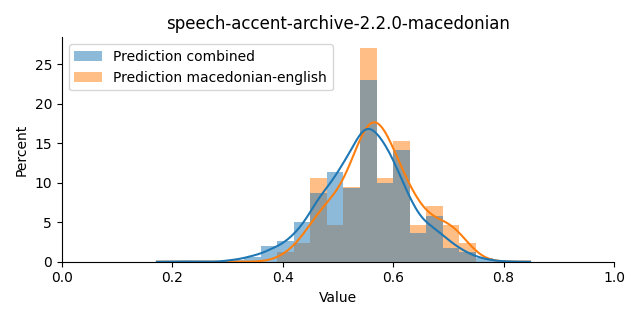 speech-accent-archive-2.2.0-macedonian
Prediction combined
Prediction macedonian-english
Percent
25
20
15
10
5
0
0.0 0.2 0.4 0.6 0.8 1.0
Value